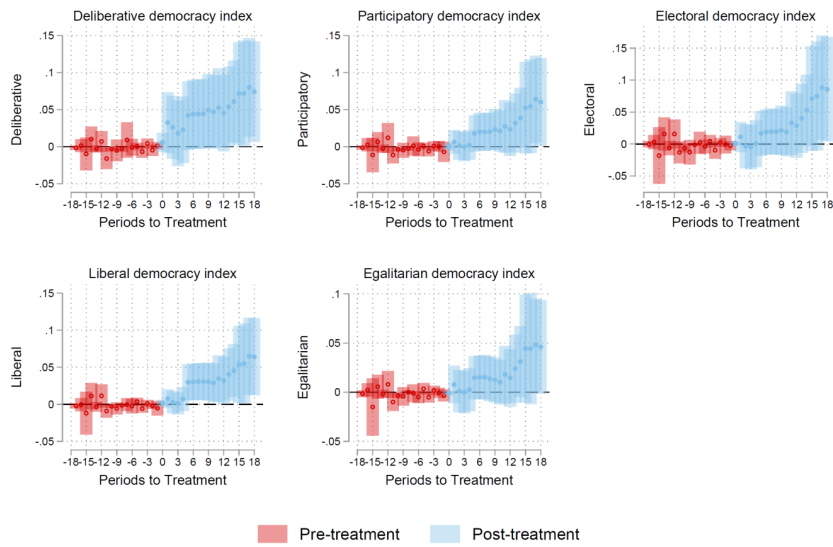 Deliberative democracy index
Deliberative
.15
.1
.05
0
-.05
-18 -15 -12 -9 -6 -3 0 3 6 9 12 15 18
Periods to Treatment
Participatory democracy index
Participatory
.15
.1
.05
0
-.05
-18 -15 -12 -9 -6 -3 0 3 6 9 12 15 18
Periods to Treatment
Electoral democracy index
Electoral
.15
.1
.05
0
-.05
-18 -15 -12 -9 -6 -3 0 3 6 9 12 15 18
Periods to Treatment
Liberal democracy index
Liberal
.15
.1
.05
0
-.05
-18 -15 -12 -9 -6 -3 0 3 6 9 12 15 18
Periods to Treatment
Egalitarian democracy index
Egalitarian
.1
.05
0
-.05
-18 -15 -12 -9 -6 -3 0 3 6 9 12 15 18
Periods to Treatment
Pre-treatment Post-treatment